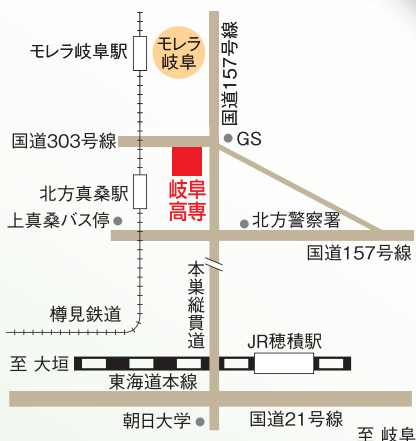 モレラ岐阜駅
モレラ
岐阜
国道157号線
国道303号線
GS
岐阜
高専
北方真桑駅
上真桑バス停
北方警察署
国道157号線
本巣縦貫道
樽見鉄道
JR穂積駅
至 大垣
東海道本線
朝日大学
国道21号線
至 岐阜